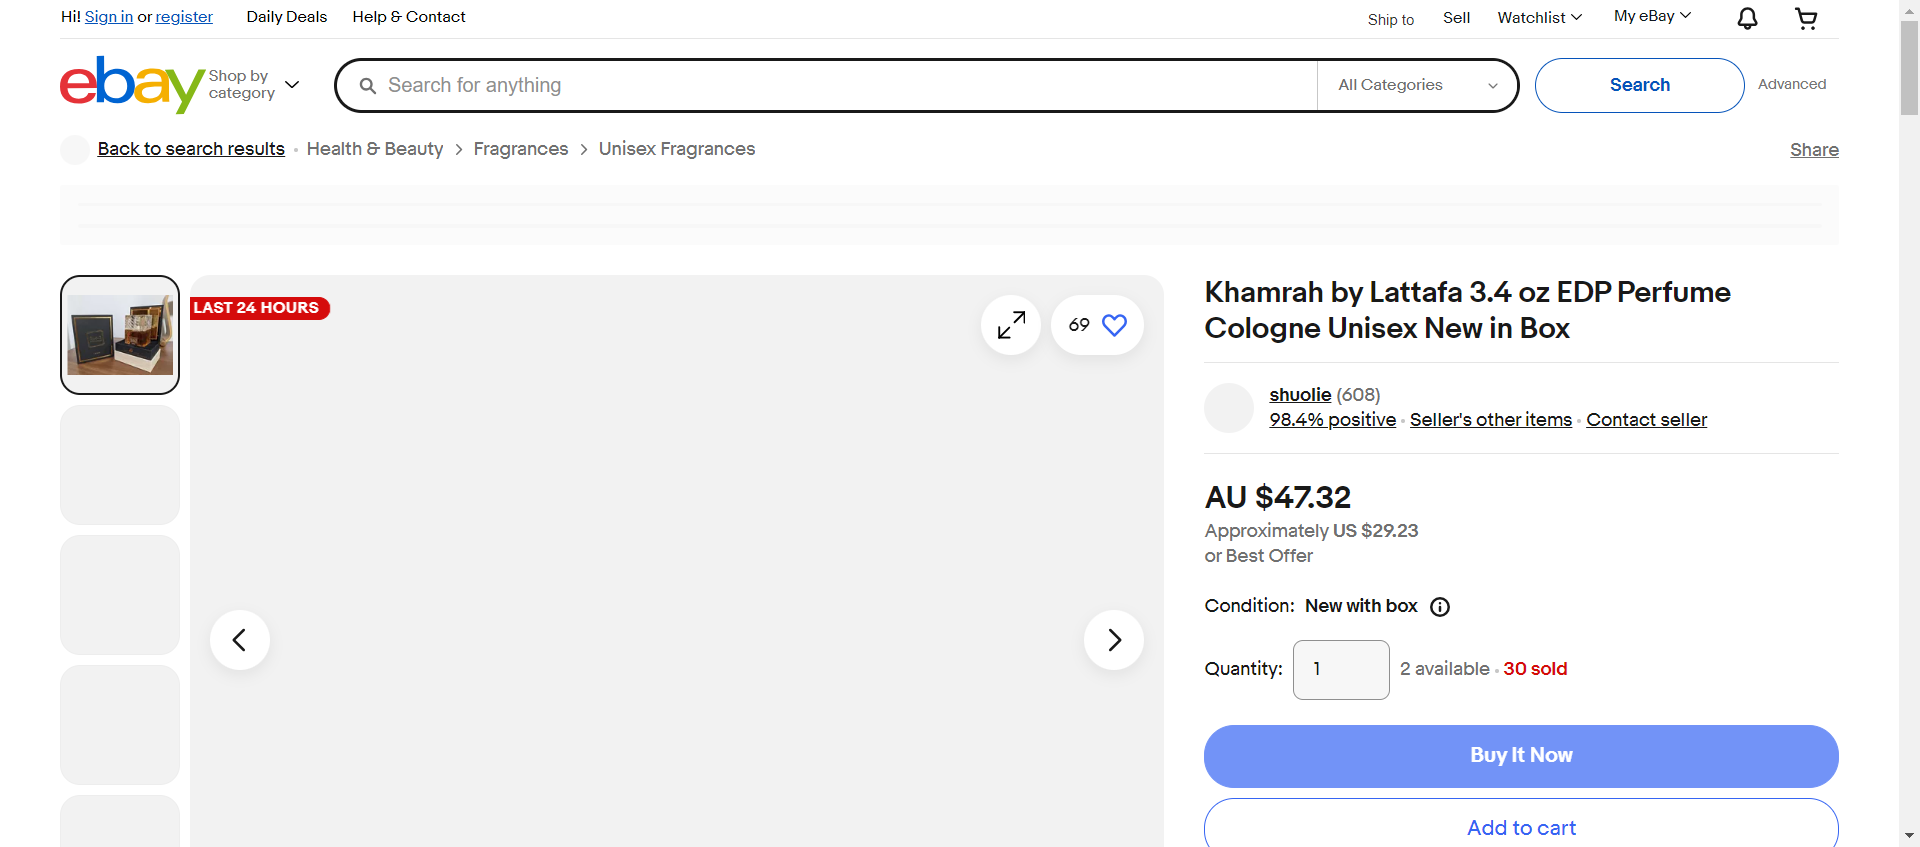 Hi! Sign in or register
Daily Deals
Help & Contact
Ship to
Sell
Watchlist
My eBay
ebay
Shop by
category
Search for anything
All Categories
Search
Advanced
Back to search results
Health & Beauty
Fragrances
Unisex Fragrances
Share
LAST 24 HOURS
69
Khamrah by Lattafa 3.4 oz EDP Perfume
Cologne Unisex New in Box
shuolie (608)
98.4% positive · Seller's other items · Contact seller
AU $47.32
Approximately US $29.23
or Best Offer
Condition: New with box
Quantity: 1 2 available · 30 sold
Buy It Now
Add to cart